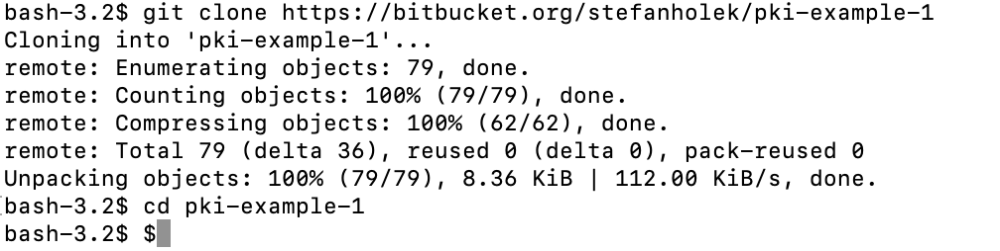 bash-3.2$ git clone https://bitbucket.org/stefanholek/pki-example-1
Cloning into 'pki-example-1'...
remote: Enumerating objects: 79, done.
remote: Counting objects: 100% (79/79), done.
remote: Compressing objects: 100% (62/62), done.
remote: Total 79 (delta 36), reused 0 (delta 0), pack-reused 0
Unpacking objects: 100% (79/79), 8.36 KiB | 112.00 KiB/s, done.
bash-3.2$ cd pki-example-1
bash-3.2$ $